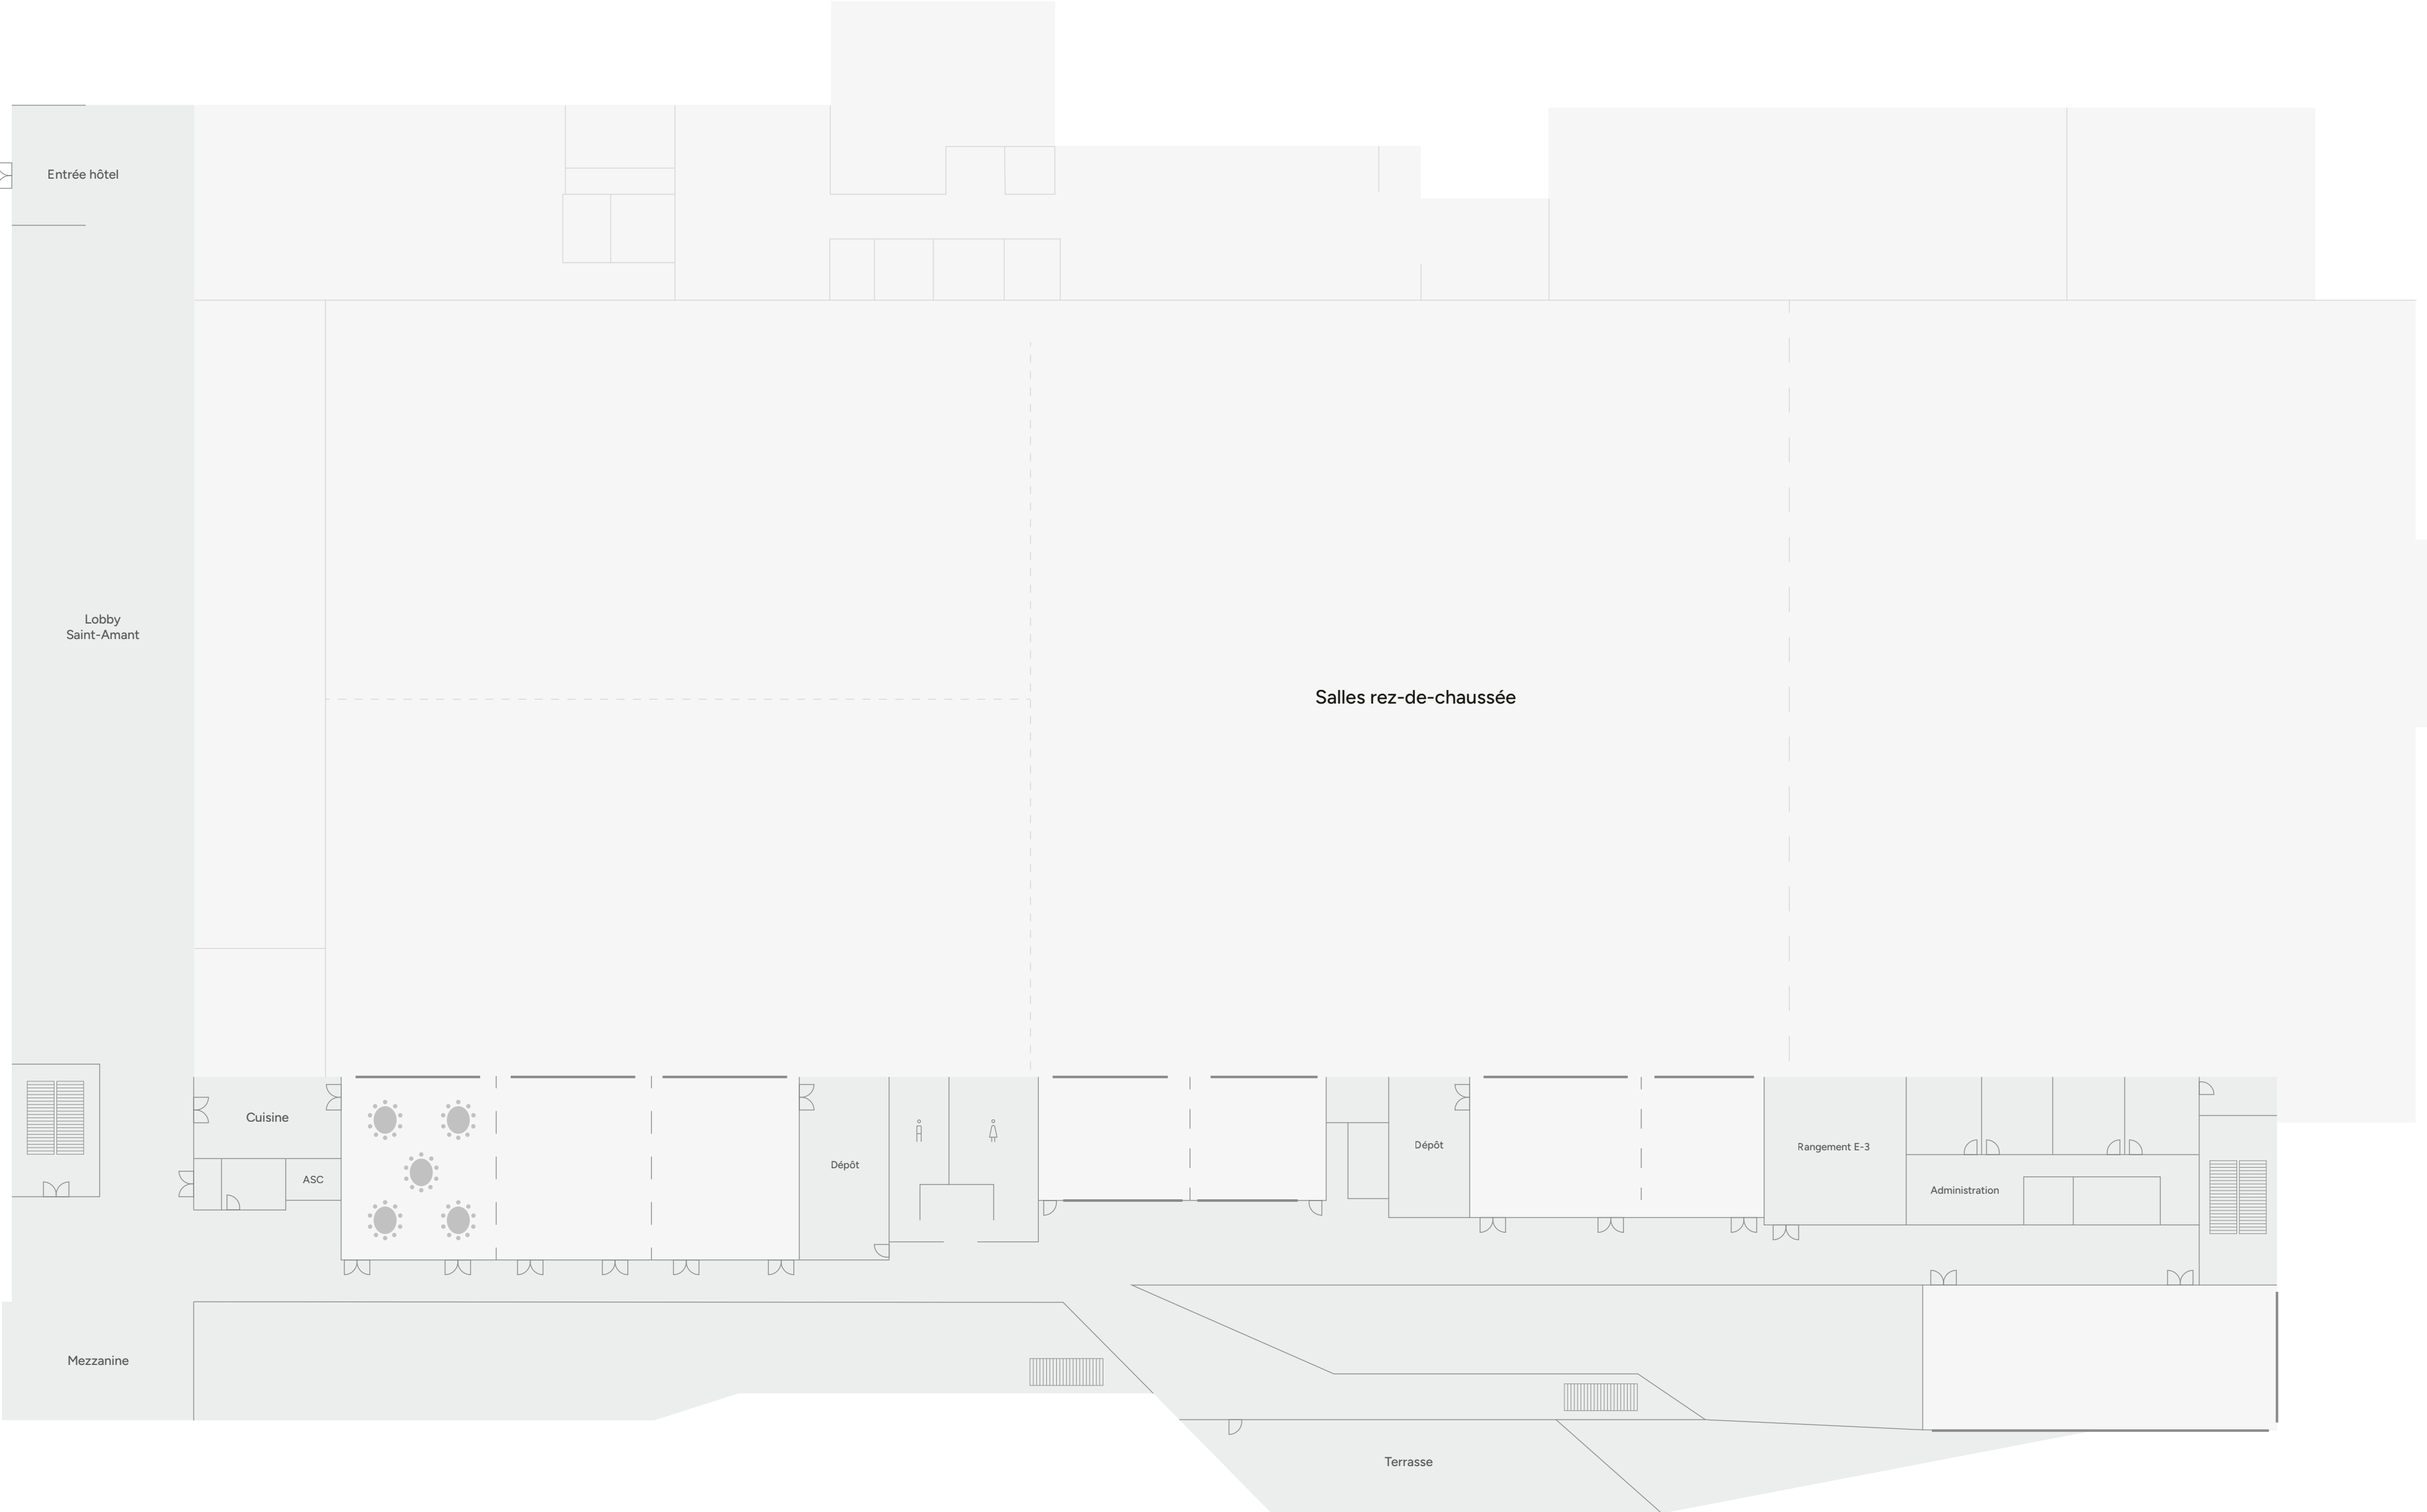 Entrée hôtel
Lobby
Saint-Amant
Salles rez-de-chaussée
Cuisine
ASC
Dépôt
Dépôt
Rangement E-3
Administration
Mezzanine
Terrasse